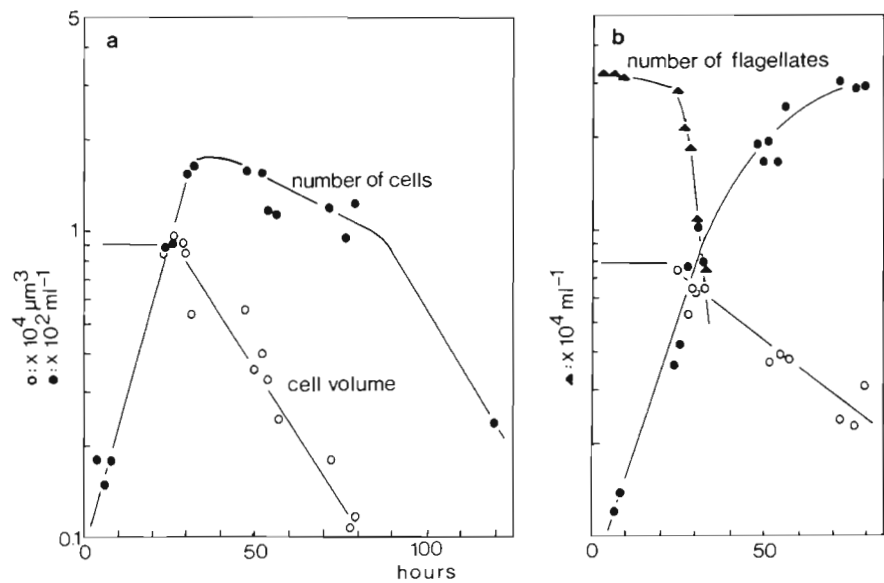 5
a
number of cells
1
cell volume
0.1
0
50
100
hours
o: x 10⁴ μm³
●: x 10² ml⁻¹
b
number of flagellates
▲: x 10⁴ ml⁻¹
0
50